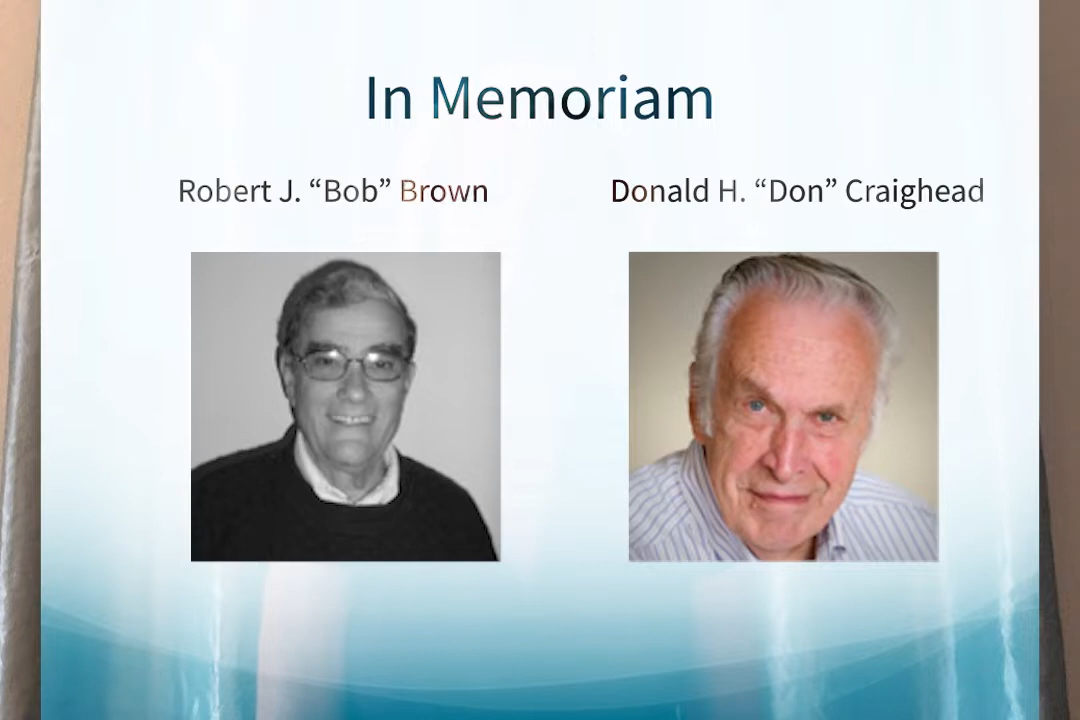 In Memoriam
Robert J. “Bob” Brown
Donald H. “Don” Craighead